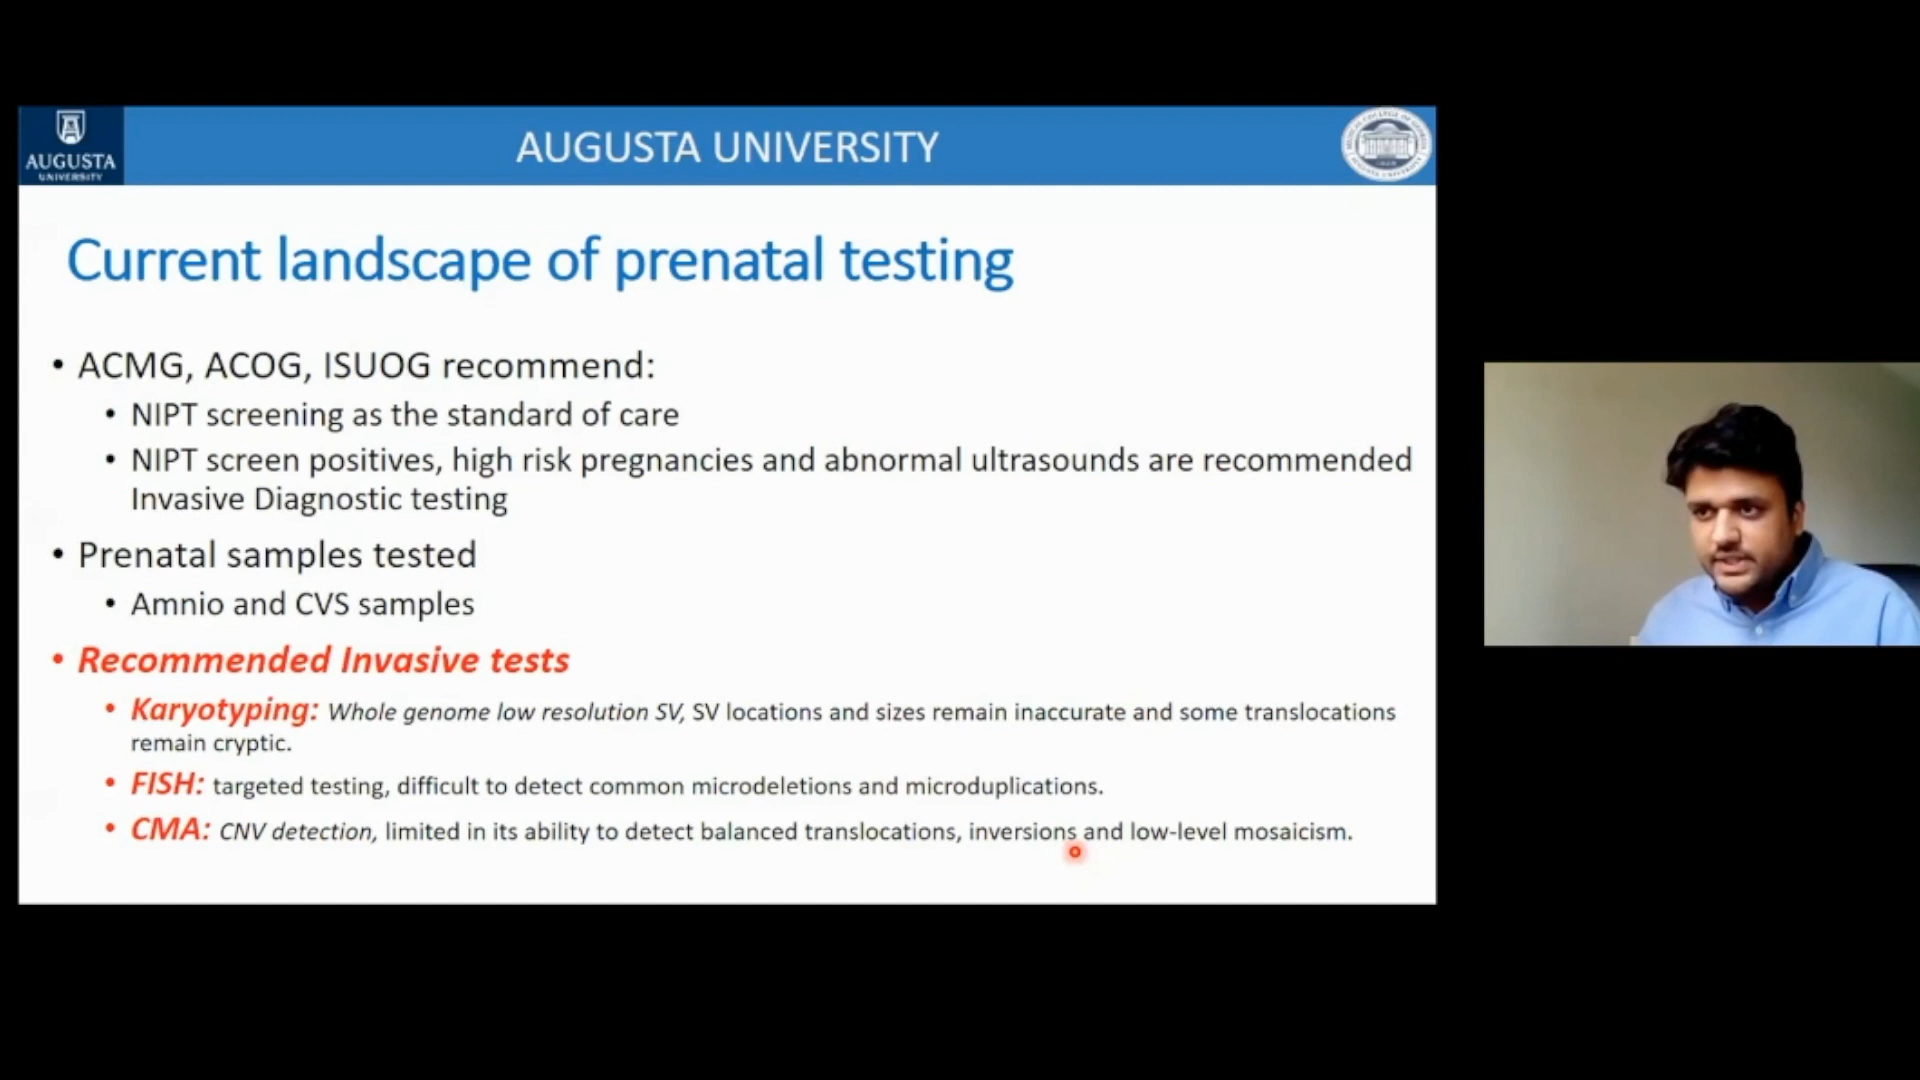 AUGUSTA
UNIVERSITY
AUGUSTA UNIVERSITY
Current landscape of prenatal testing
• ACMG, ACOG, ISUOG recommend:
• NIPT screening as the standard of care
• NIPT screen positives, high risk pregnancies and abnormal ultrasounds are recommended
Invasive Diagnostic testing
• Prenatal samples tested
• Amnio and CVS samples
• Recommended Invasive tests
• Karyotyping: Whole genome low resolution SV, SV locations and sizes remain inaccurate and some translocations
remain cryptic.
• FISH: targeted testing, difficult to detect common microdeletions and microduplications.
• CMA: CNV detection, limited in its ability to detect balanced translocations, inversions and low-level mosaicism.